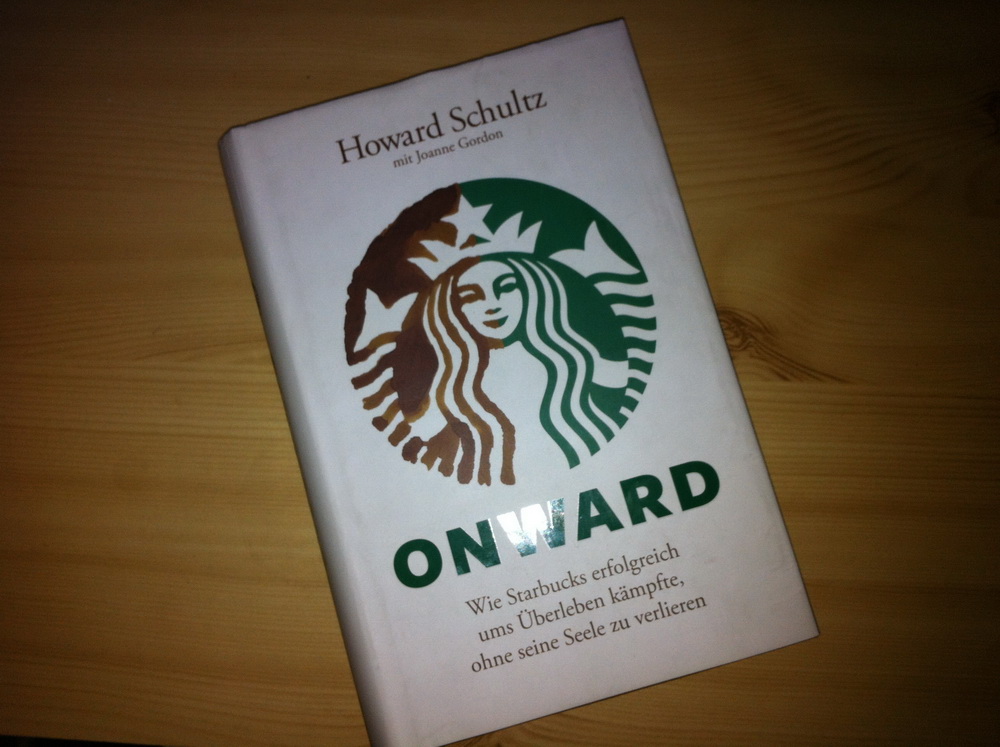 Howard Schultz
mit Joanne Gordon
ONWARD
Wie Starbucks erfolgreich
ums Überleben kämpfte,
ohne seine Seele zu verlieren